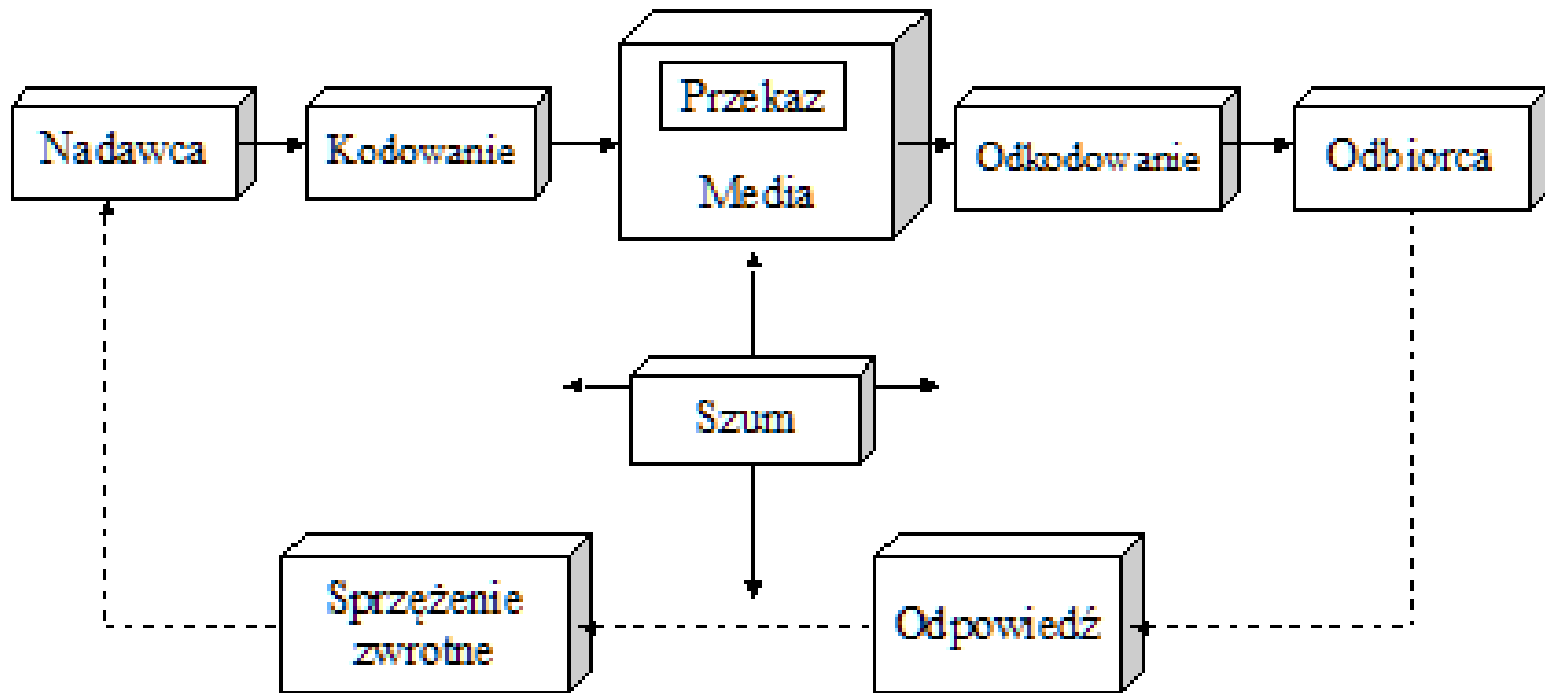 Przekaz
Nadawca
Kodowanie
Media
Odkodowanie
Odbiorca
Szum
Sprzężenie
zwrotne
Odpowiedź